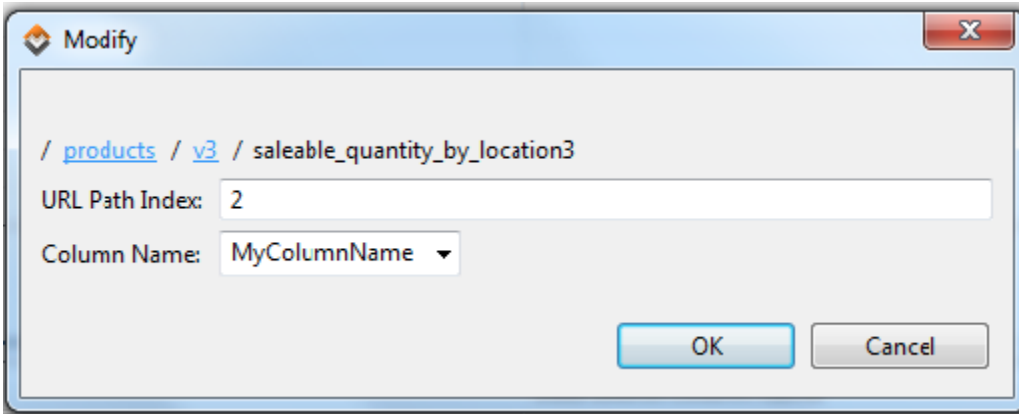 Modify
/ products / v3 / saleable_quantity_by_location3
URL Path Index: 2
Column Name: MyColumnName
OK Cancel